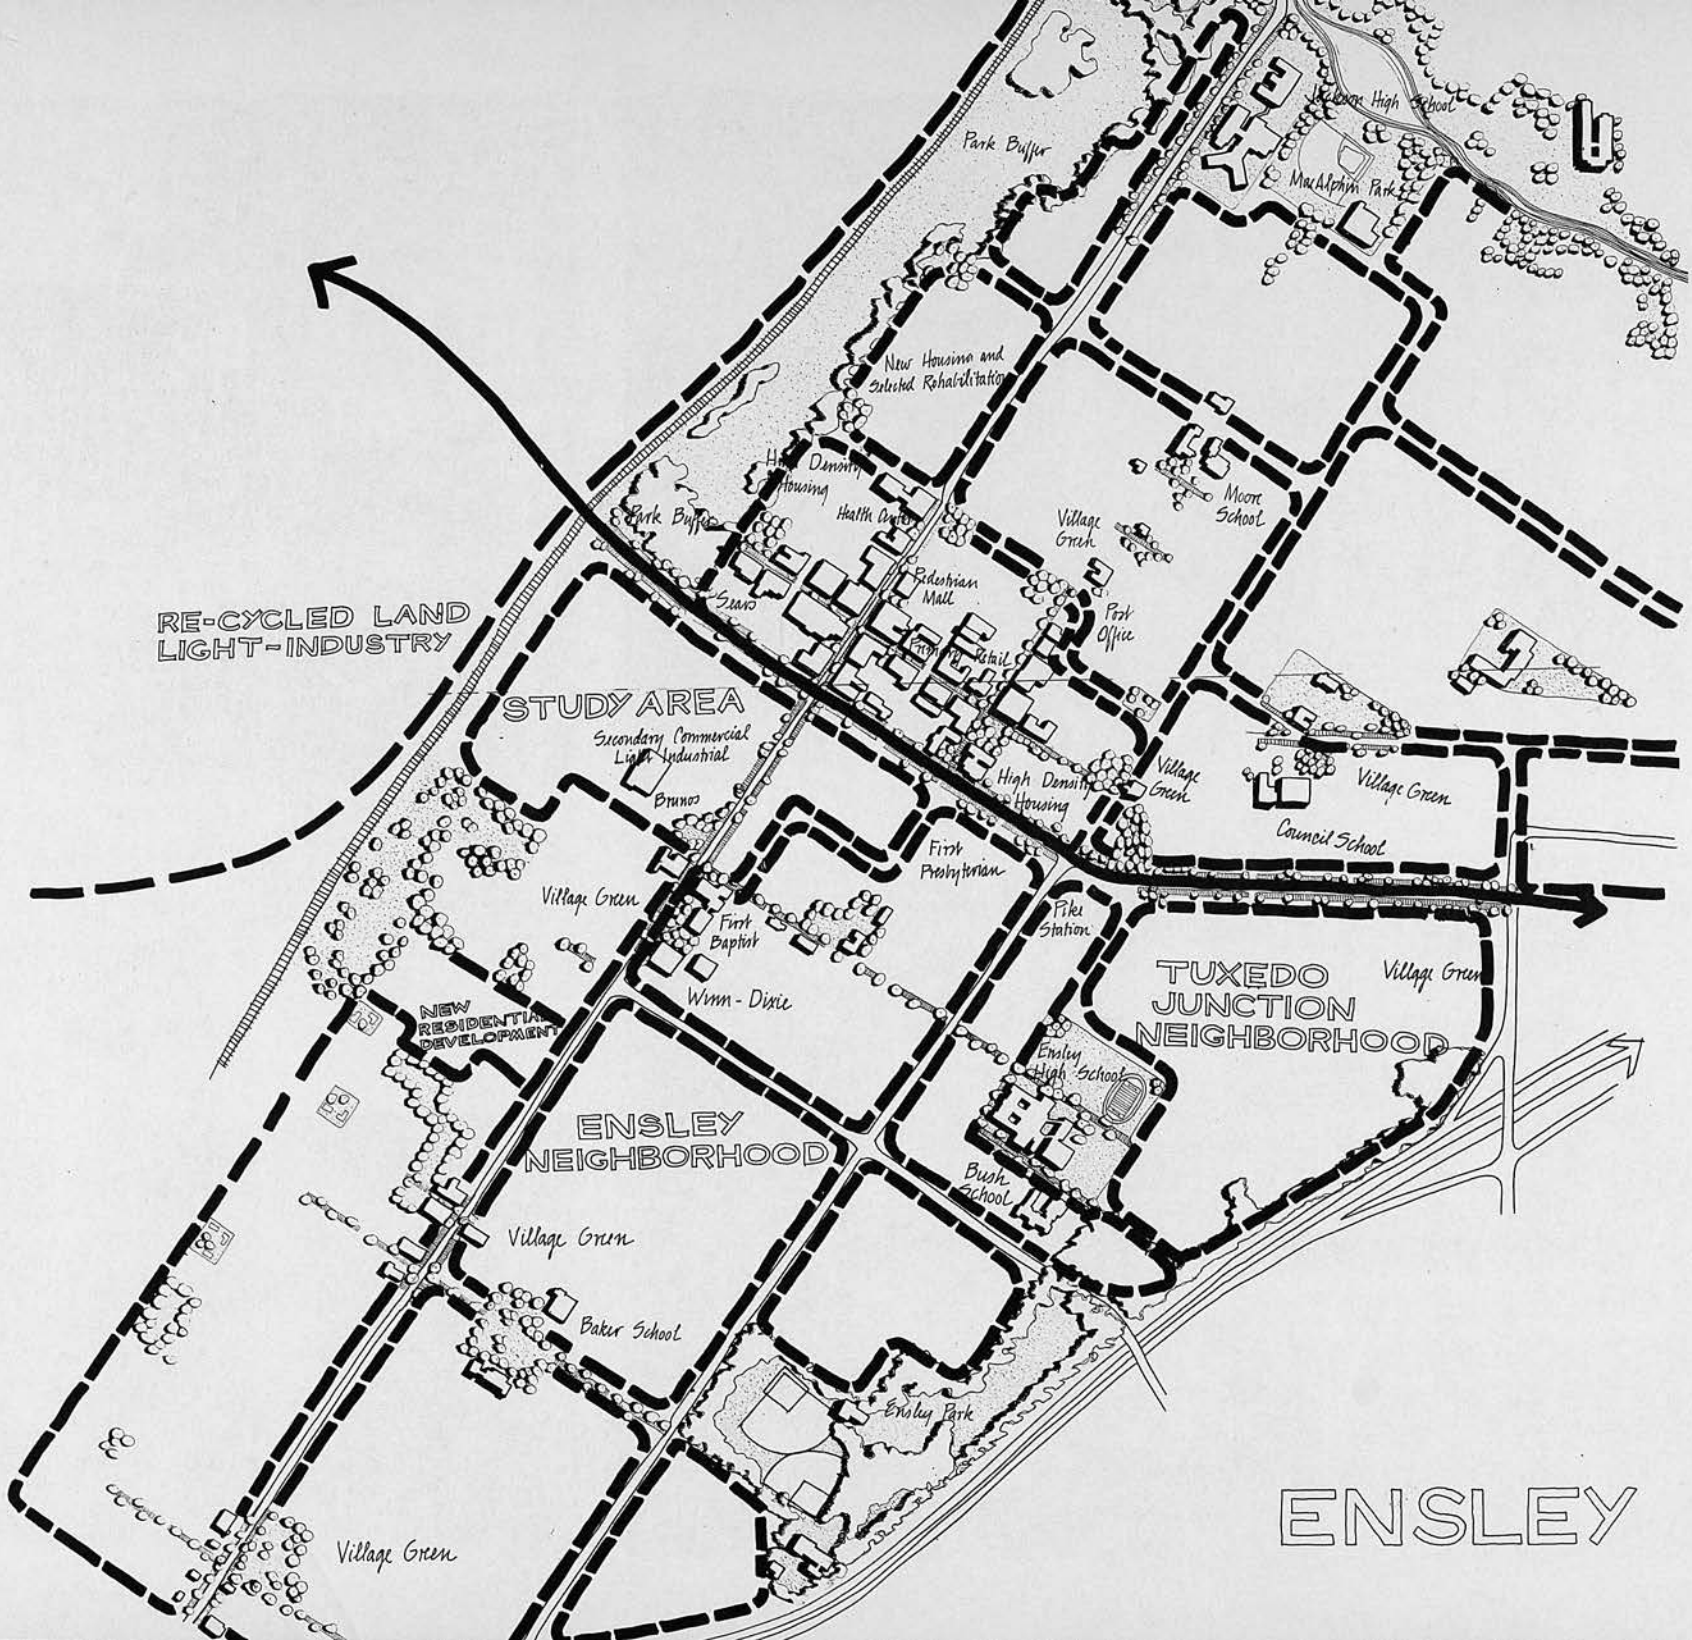 Park Buffer
Jackson High School
MacAlphin Park
New Housing and
Selected Rehabilitation
High Density
Housing
Health Center
Park Buffer
Village
Green
Moore
School
Pedestrian
Mall
Sears
Post
Office
Primary Retail
RE-CYCLED LAND
LIGHT-INDUSTRY
STUDY AREA
Secondary Commercial
Light Industrial
Brunos
High Density
Housing
Village
Green
Village Green
Council School
First
Presbyterian
Village Green
First
Baptist
Pike
Station
Winn-Dixie
TUXEDO
JUNCTION
NEIGHBORHOOD
Village Green
NEW
RESIDENTIAL
DEVELOPMENT
Ensley
High School
ENSLEY
NEIGHBORHOOD
Bush
School
Village Green
Baker School
Ensley Park
Village Green
ENSLEY